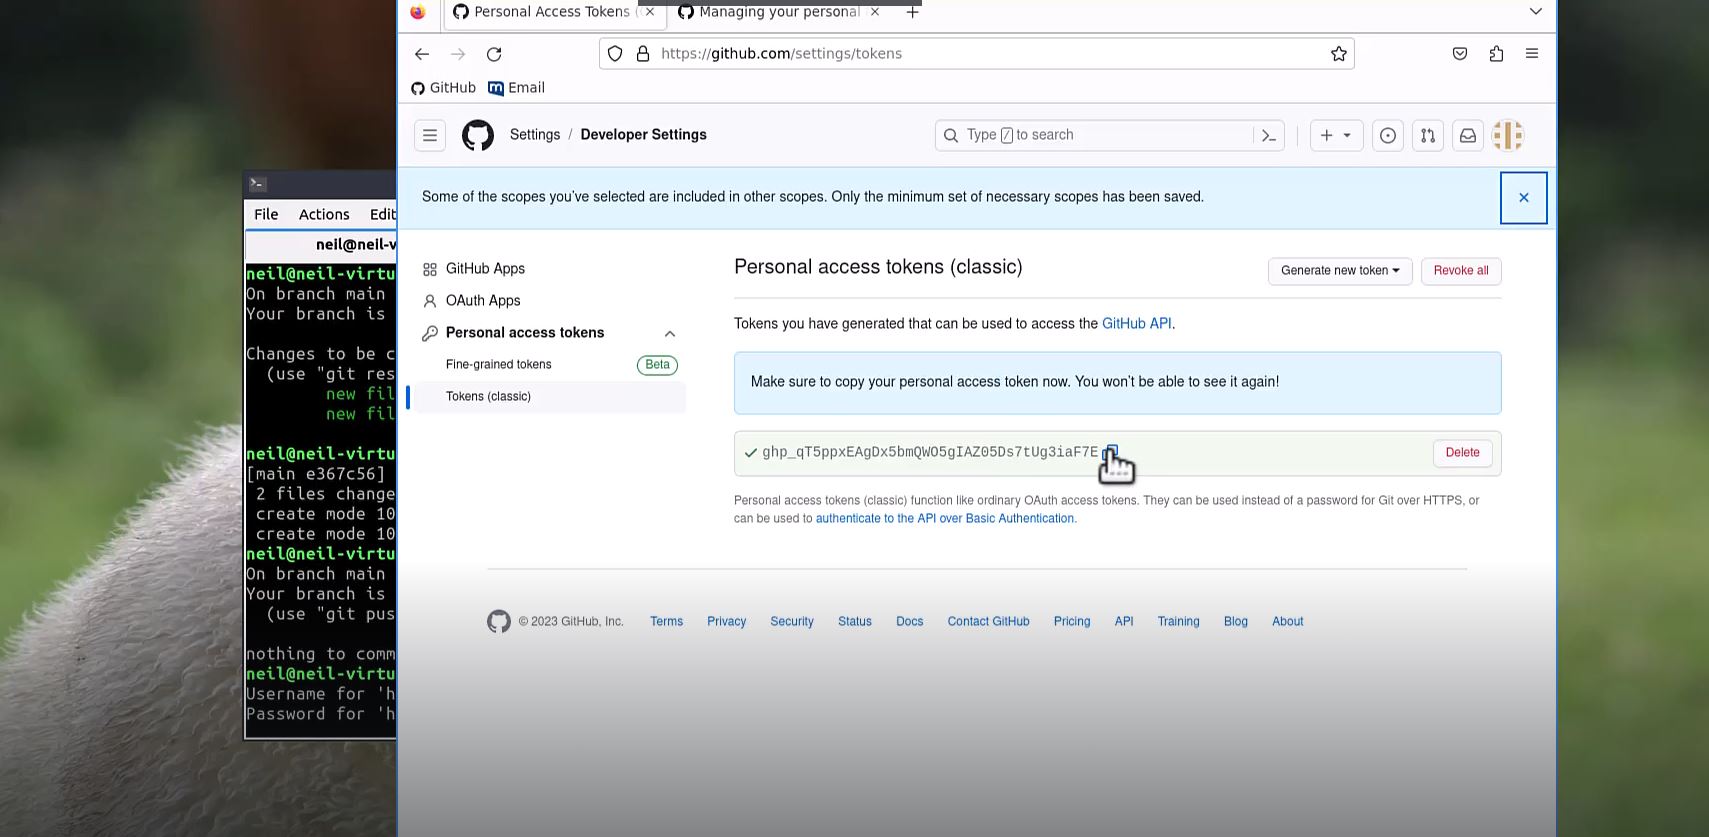 Personal Access Tokens (
Managing your personal
https://github.com/settings/tokens
GitHub
Email
Settings / Developer Settings
Type / to search
Some of the scopes you've selected are included in other scopes. Only the minimum set of necessary scopes has been saved.
File Actions Edit
neil@neil-v
neil@neil-virtu
On branch main
Your branch is
Changes to be c
(use "git res
new fil
new fil
neil@neil-virtu
[main e367c56]
2 files change
create mode 10
create mode 10
neil@neil-virtu
On branch main
Your branch is
(use "git pus
nothing to comm
neil@neil-virtu
Username for 'h
Password for 'h
GitHub Apps
OAuth Apps
Personal access tokens
Fine-grained tokens Beta
Tokens (classic)
Personal access tokens (classic)
Generate new token
Revoke all
Tokens you have generated that can be used to access the GitHub API.
Make sure to copy your personal access token now. You won't be able to see it again!
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
Delete
Personal access tokens (classic) function like ordinary OAuth access tokens. They can be used instead of a password for Git over HTTPS, or
can be used to authenticate to the API over Basic Authentication.
© 2023 GitHub, Inc. Terms Privacy Security Status Docs Contact GitHub Pricing API Training Blog About